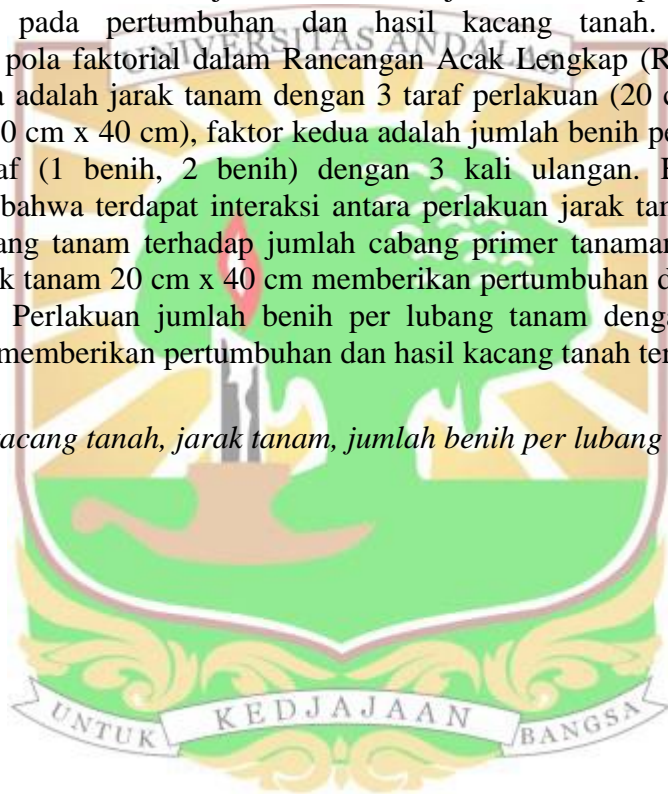 pada pertumbuhan dan hasil kacang tanah.
UNIVERSITAS ANDALAS
pola faktorial dalam Rancangan Acak Lengkap (R
a adalah jarak tanam dengan 3 taraf perlakuan (20 c
0 cm x 40 cm), faktor kedua adalah jumlah benih pe
af (1 benih, 2 benih) dengan 3 kali ulangan.
bahwa terdapat interaksi antara perlakuan jarak tan
ang tanam terhadap jumlah cabang primer tanaman
k tanam 20 cm x 40 cm memberikan pertumbuhan d
Perlakuan jumlah benih per lubang tanam denga
memberikan pertumbuhan dan hasil kacang tanah ter
acang tanah, jarak tanam, jumlah benih per lubang
UNTUK KEDJAJAAN BANGSA